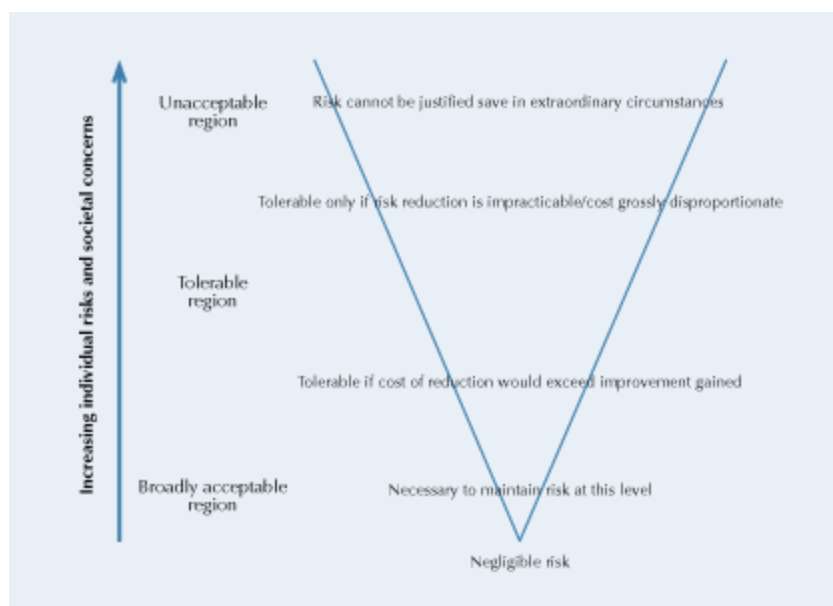 Increasing individual risks and societal concerns
Unacceptable
region
Risk cannot be justified save in extraordinary circumstances
Tolerable only if risk reduction is impracticable/cost grossly disproportionate
Tolerable
region
Tolerable if cost of reduction would exceed improvement gained
Broadly acceptable
region
Necessary to maintain risk at this level
Negligible risk